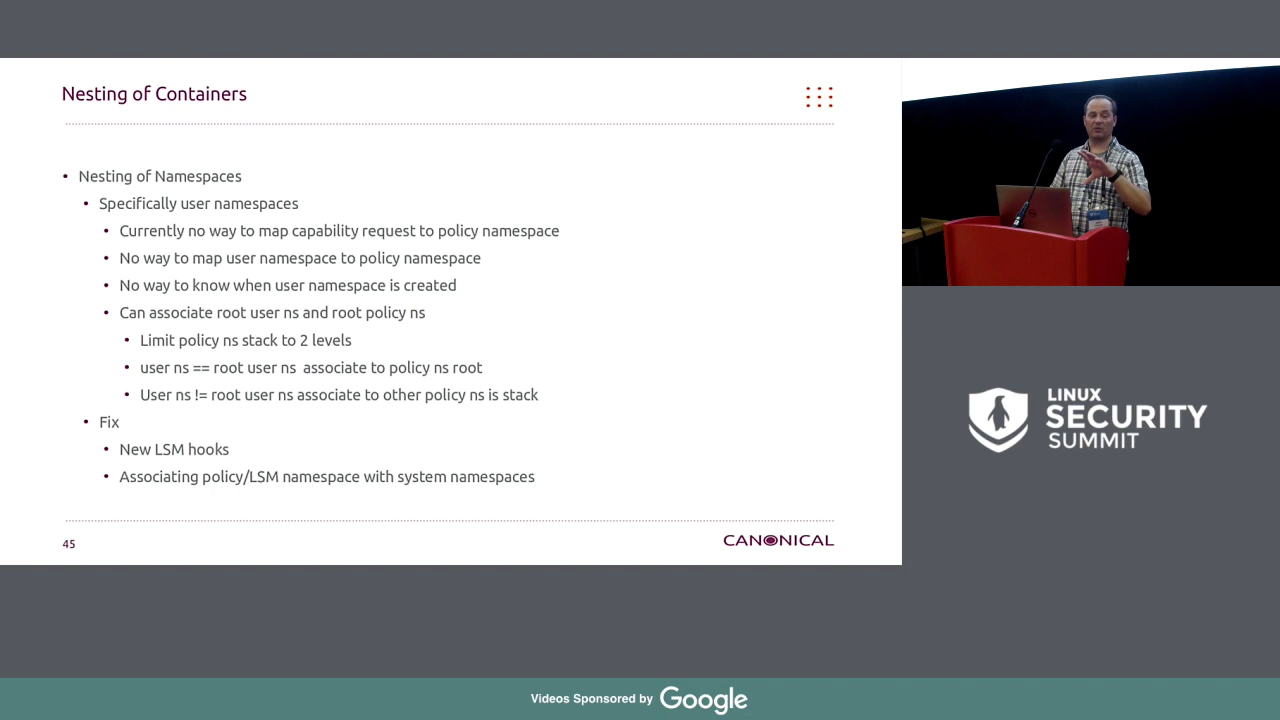 Nesting of Containers
• Nesting of Namespaces
• Specifically user namespaces
• Currently no way to map capability request to policy namespace
• No way to map user namespace to policy namespace
• No way to know when user namespace is created
• Can associate root user ns and root policy ns
• Limit policy ns stack to 2 levels
• user ns == root user ns  associate to policy ns root
• User ns != root user ns associate to other policy ns is stack
• Fix
• New LSM hooks
• Associating policy/LSM namespace with system namespaces
45
CANONICAL
LINUX
SECURITY
SUMMIT
Videos Sponsored by Google